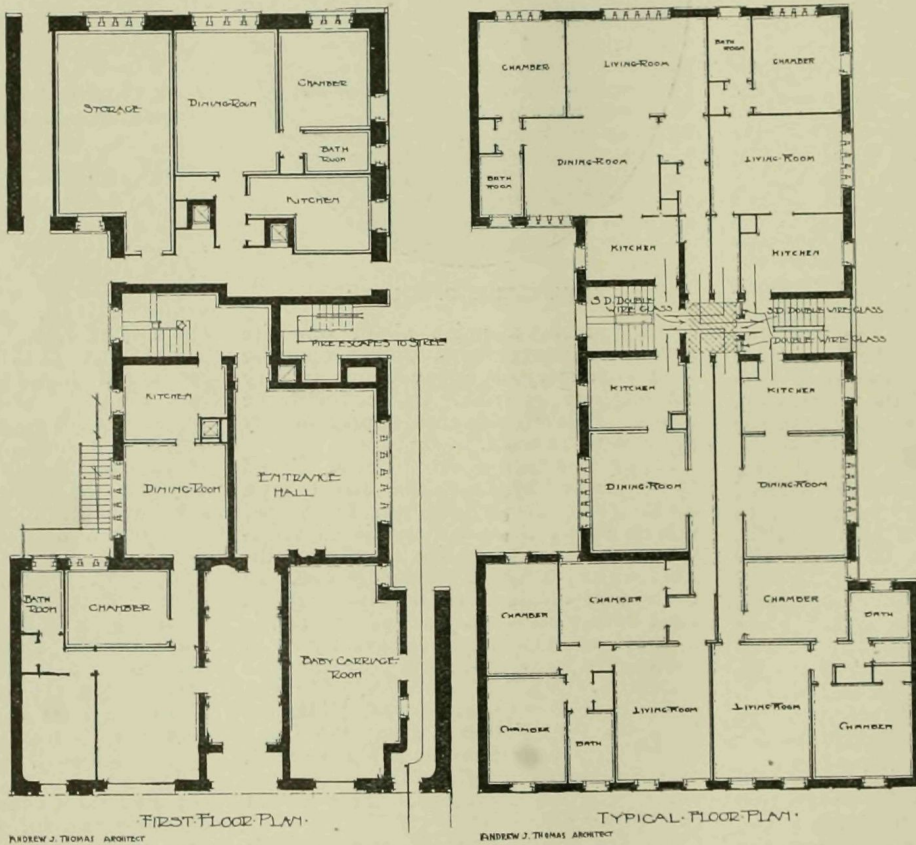 STORAGE
DINING-ROOM
CHAMBER
BATH
ROOM
KITCHEN
FIRE ESCAPES TO STREET
KITCHEN
DINING-ROOM
ENTRANCE
HALL
BATH
ROOM
CHAMBER
BABY CARRIAGE
ROOM
·FIRST·FLOOR·PLAN·
ANDREW J. THOMAS ARCHITECT
CHAMBER
LIVING-ROOM
BATH
ROOM
CHAMBER
DINING-ROOM
LIVING-ROOM
BATH
ROOM
KITCHEN
KITCHEN
S.D. DOUBLE
WIRE GLASS
S.D. DOUBLE WIRE GLASS
DOUBLE WIRE GLASS
KITCHEN
KITCHEN
DINING-ROOM
DINING-ROOM
CHAMBER
CHAMBER
CHAMBER
BATH
CHAMBER
BATH
LIVING-ROOM
LIVING-ROOM
CHAMBER
TYPICAL·FLOOR·PLAN·
ANDREW J. THOMAS ARCHITECT